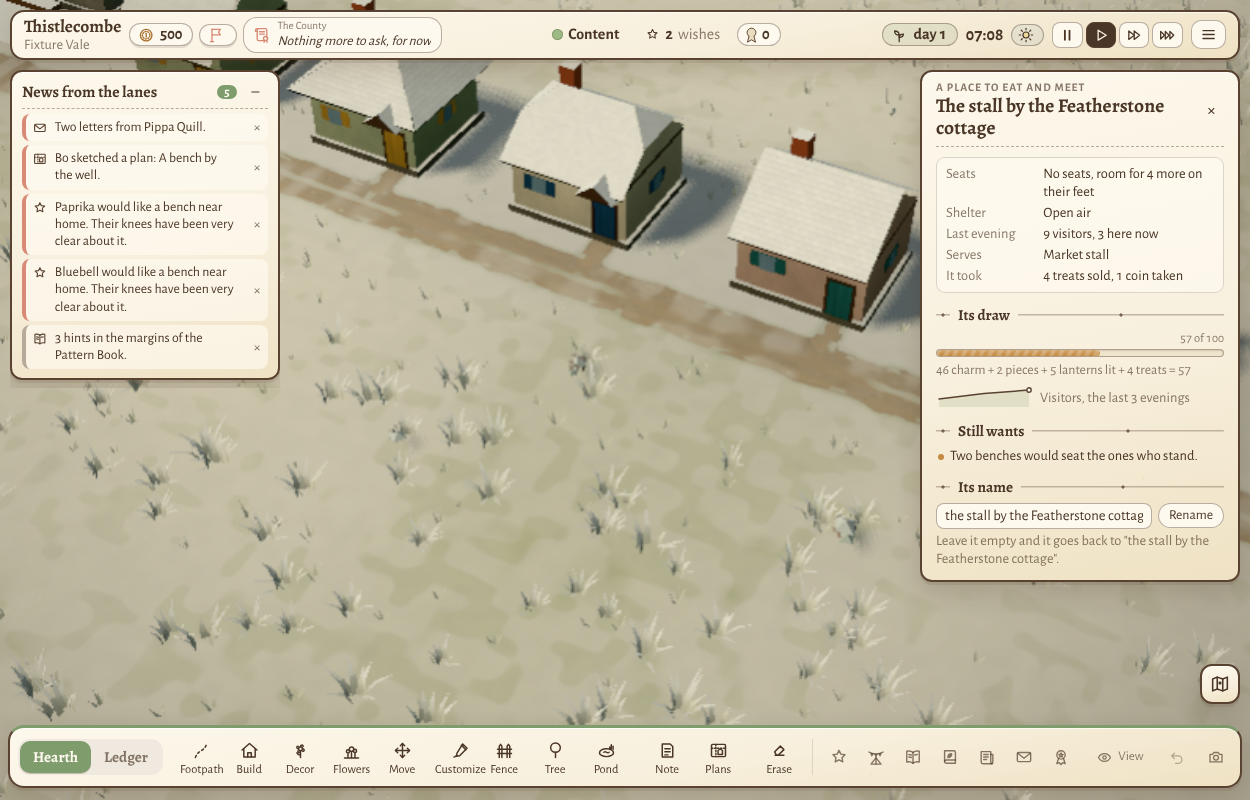 Thistlecombe
Fixture Vale
500
The County
Nothing more to ask, for now
Content
2 wishes
0
day 1
07:08
News from the lanes
5
Two letters from Pippa Quill.
Bo sketched a plan: A bench by
the well.
Paprika would like a bench near
home. Their knees have been very
clear about it.
Bluebell would like a bench near
home. Their knees have been very
clear about it.
3 hints in the margins of the
Pattern Book.
A PLACE TO EAT AND MEET
The stall by the Featherstone
cottage
Seats No seats, room for 4 more on
their feet
Shelter Open air
Last evening 9 visitors, 3 here now
Serves Market stall
It took 4 treats sold, 1 coin taken
Its draw
57 of 100
46 charm + 2 pieces + 5 lanterns lit + 4 treats = 57
Visitors, the last 3 evenings
Still wants
Two benches would seat the ones who stand.
Its name
the stall by the Featherstone cottag
Rename
Leave it empty and it goes back to "the stall by the
Featherstone cottage".
Hearth
Ledger
Footpath
Build
Decor
Flowers
Move
Customize
Fence
Tree
Pond
Note
Plans
Erase
View